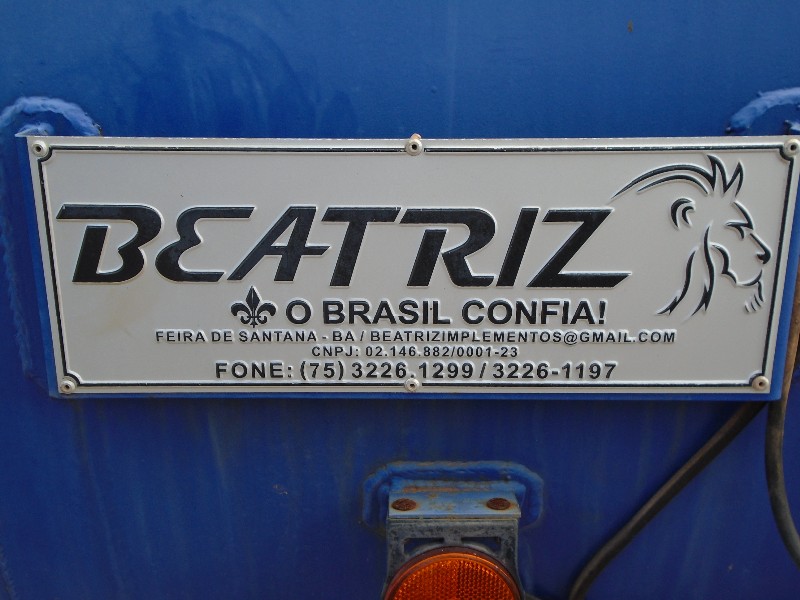 BEATRIZ
O BRASIL CONFIA!
FEIRA DE SANTANA - BA / BEATRIZIMPLEMENTOS@GMAIL.COM
CNPJ: 02.146.882/0001-23
FONE: (75) 3226.1299 / 3226-1197